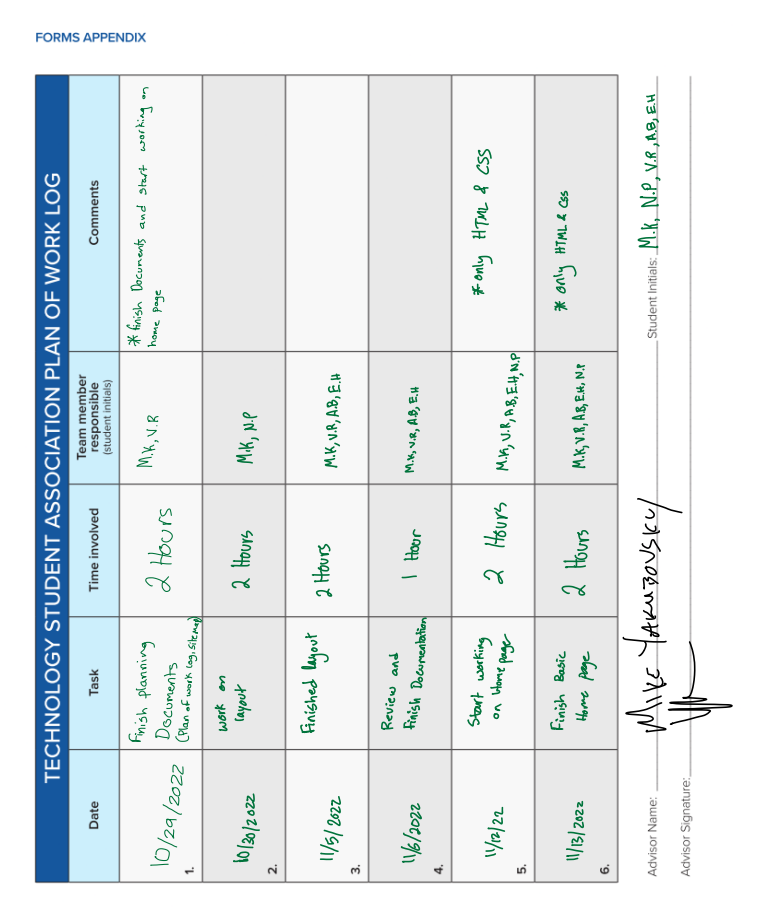 FORMS APPENDIX
TECHNOLOGY STUDENT ASSOCIATION PLAN OF WORK LOG
Date
Task
Time involved
Team member
responsible
(student initials)
Comments
1.
10/29/2022
Finish planning
Documents
(Plan of work log, sitemap)
2 Hours
M.K, V.R
* finish Documents and start working on
home page
2.
10/30/2022
work on
layout
2 Hours
M.K, N.P
3.
11/5/2022
Finished layout
2 Hours
M.K, V.R, A.B, E.H
4.
11/6/2022
Review and
finish Documentation
1 Hour
M.K, V.R, A.B, E.H
5.
11/12/22
Start working
on Home page
2 Hours
M.K, V.R, A.B, E.H, N.P
* only HTML & CSS
6.
11/13/2022
Finish Basic
Home page
2 Hours
M.K, V.R, A.B, E.H, N.P
* only HTML & CSS
Advisor Name: MIKE YAKUBOVSKY
Student Initials: M.K, N.P, V.R, A.B, E.H
Advisor Signature: